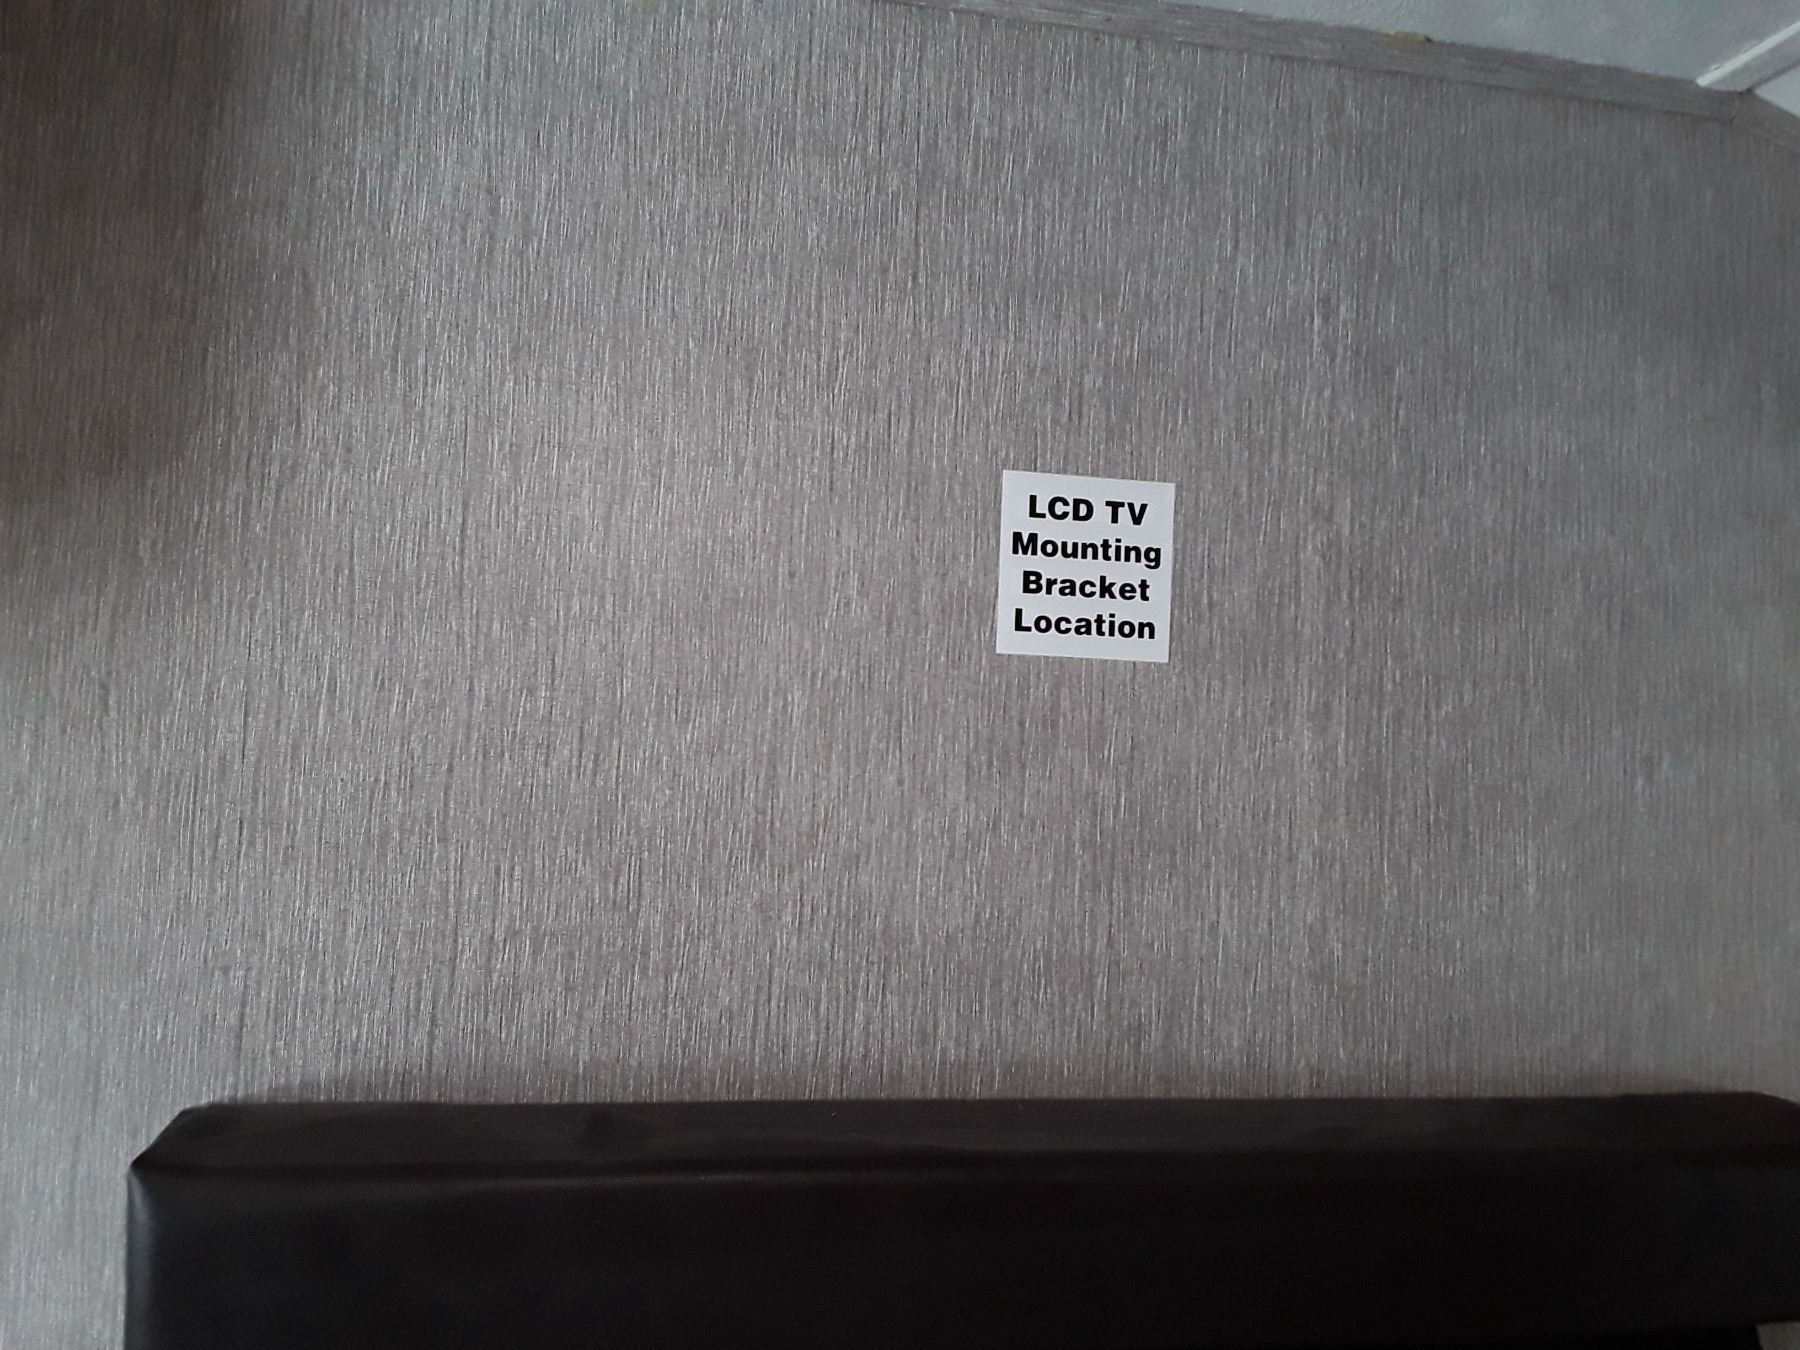 LCD TV
Mounting
Bracket
Location